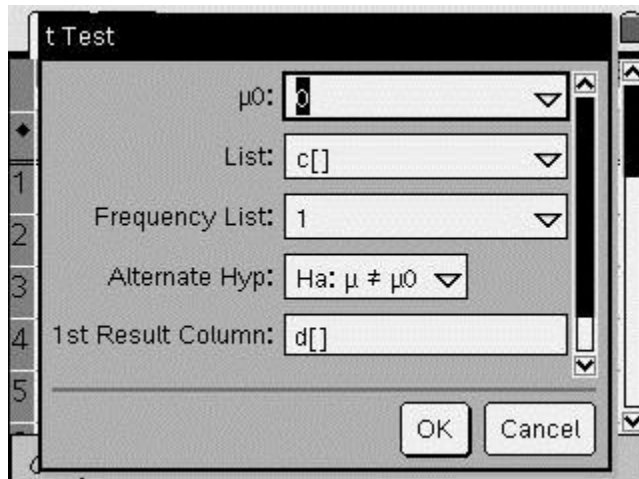 t Test
μ0: 0
List: c[]
Frequency List: 1
Alternate Hyp: Ha: μ ≠ μ0
1st Result Column: d[]
OK Cancel
1
2
3
4
5